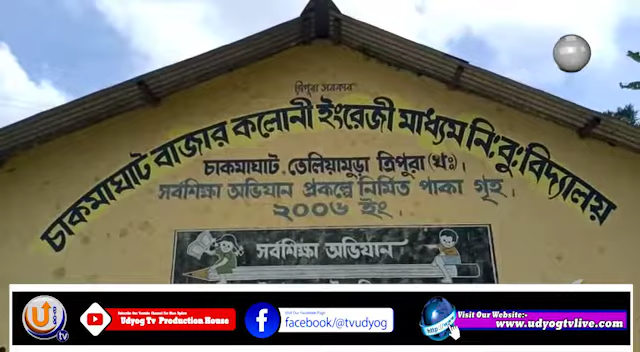 ত্রিপুরা সরকার
চাকমাঘাট বাজার কলোনী ইংরেজী মাধ্যম নি:বু:বিদ্যালয়
চাকমাঘাট, তেলিয়ামুড়া ত্রিপুরা (খঃ)।
সর্বশিক্ষা অভিযান প্রকল্পে নির্মিত পাকা গৃহ।
২০০৬ ইং।
সর্বশিক্ষা অভিযান
Udyog Tv Production House
facebook/@tvudyog
Visit Our Website:-
www.udyogtvlive.com